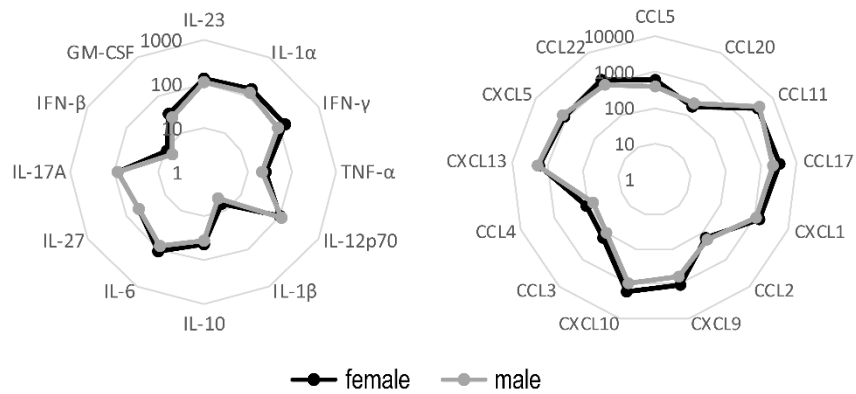 IL-23
IL-1α
IFN-γ
TNF-α
IL-12p70
IL-1β
IL-10
IL-6
IL-27
IL-17A
IFN-β
GM-CSF
1000
100
10
1
CCL5
CCL20
CCL11
CCL17
CXCL1
CCL2
CXCL9
CXCL10
CCL3
CCL4
CXCL13
CXCL5
CCL22
10000
1000
100
10
1
female
male